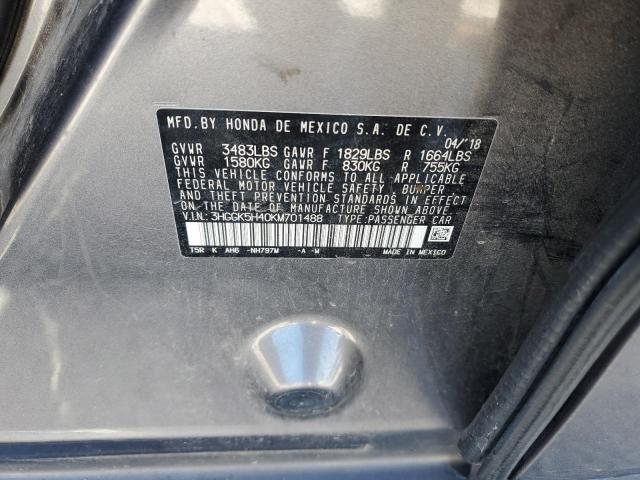 MFD.BY HONDA DE MEXICO S.A. DE C.V.
04/'18
GVWR 3483LBS GAWR F 1829LBS R 1664LBS
GVWR 1580KG GAWR F 830KG R 755KG
THIS VEHICLE CONFORMS TO ALL APPLICABLE
FEDERAL MOTOR VEHICLE SAFETY, BUMPER
AND THEFT PREVENTION STANDARDS IN EFFECT
ON THE DATE OF MANUFACTURE SHOWN ABOVE.
V.I.N: 3HGGK5H40KM701488 TYPE:PASSENGER CAR
T5R K AH6 -NH797M -A -W MADE IN MEXICO